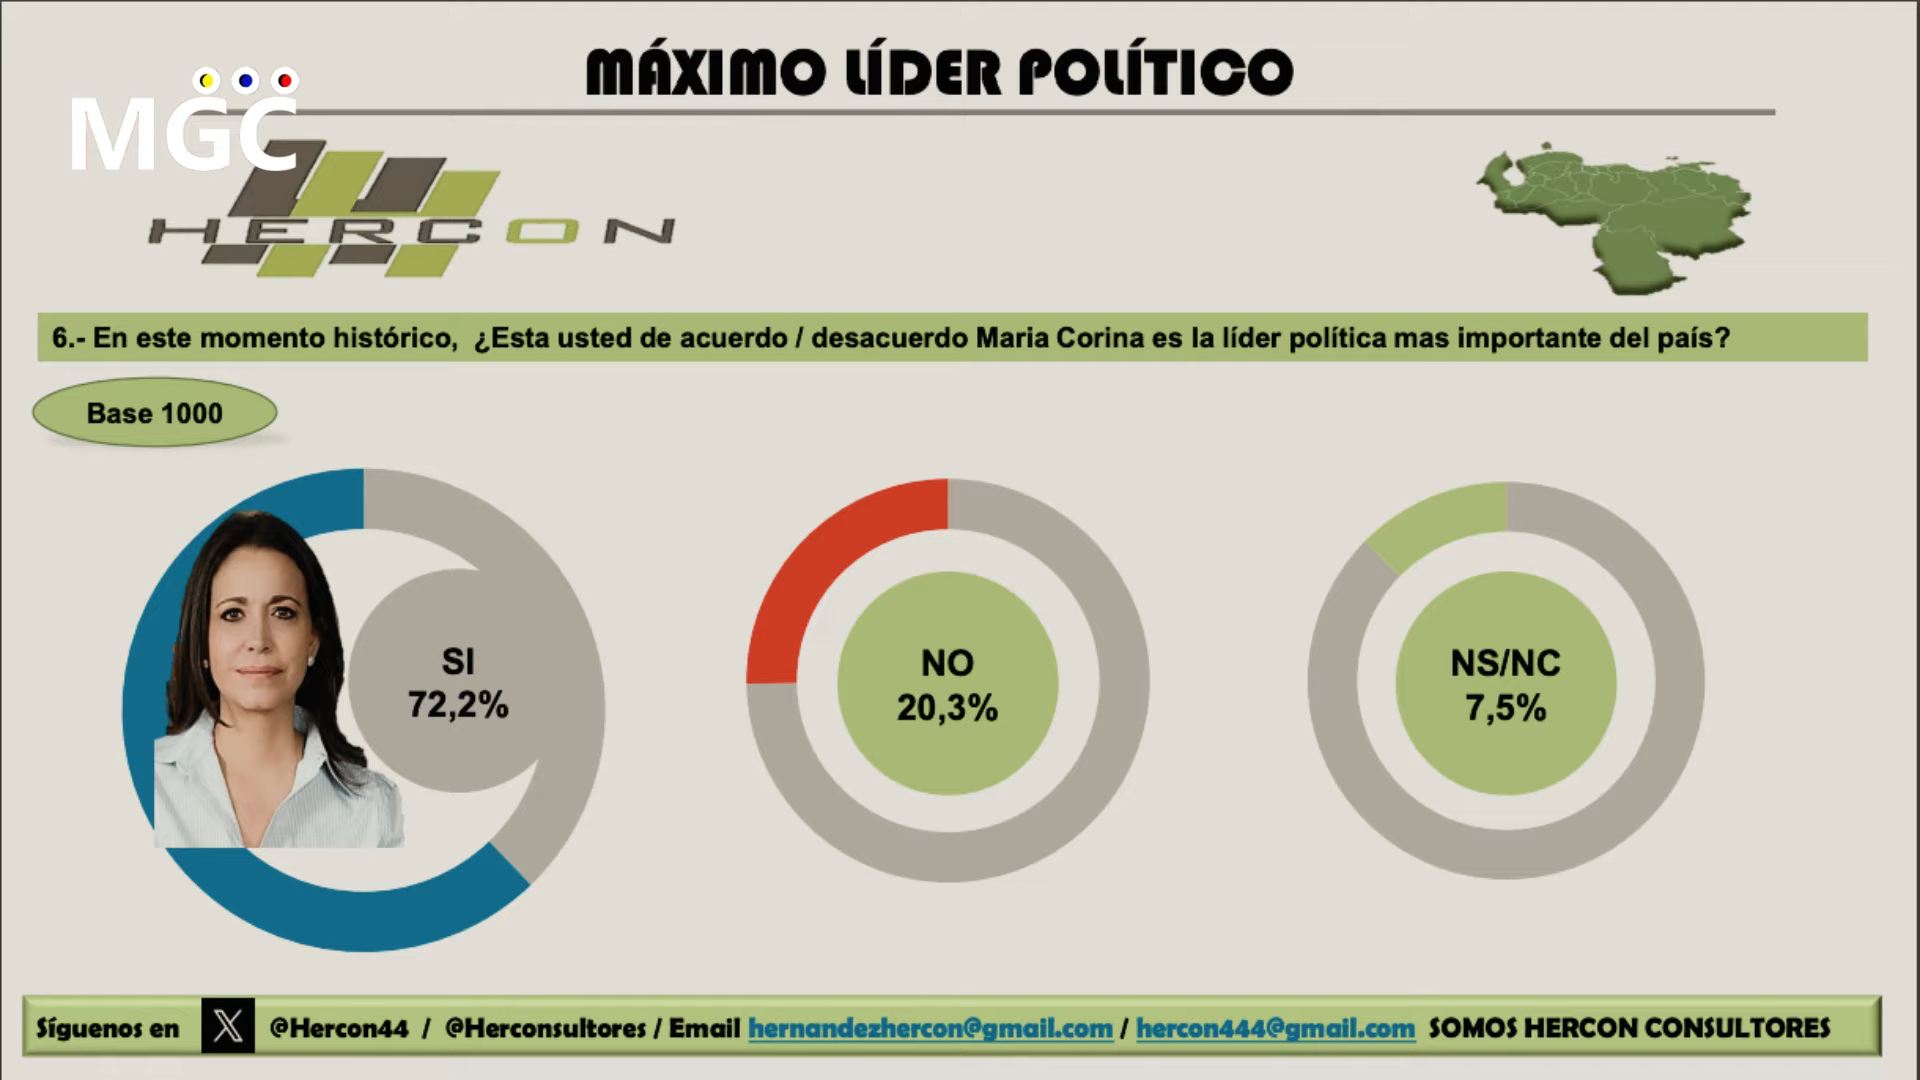 MÁXIMO LÍDER POLÍTICO
MGC
HERCON
6.- En este momento histórico, ¿Esta usted de acuerdo / desacuerdo Maria Corina es la líder política mas importante del país?
Base 1000
SI
72,2%
NO
20,3%
NS/NC
7,5%
Síguenos en X @Hercon44 / @Herconsultores / Email hernandezhercon@gmail.com / hercon444@gmail.com SOMOS HERCON CONSULTORES